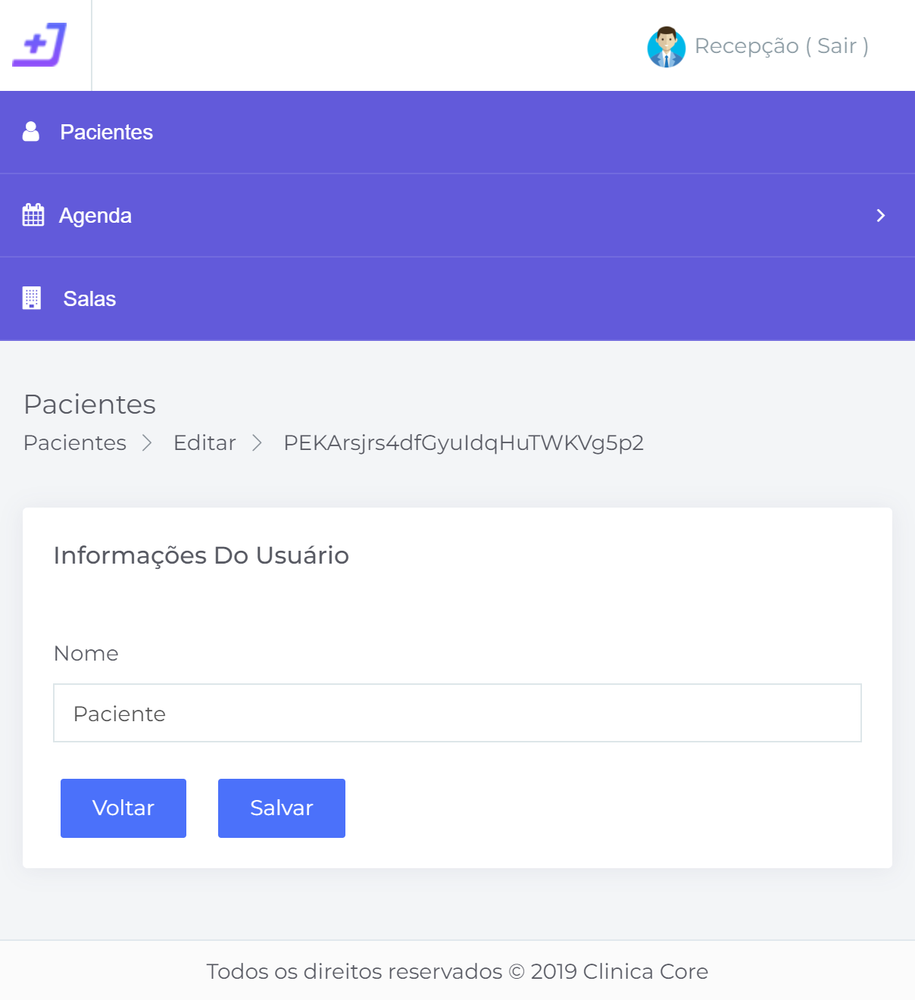 Recepção ( Sair )
Pacientes
Agenda
Salas
Pacientes
Pacientes Editar PEKArsjrs4dfGyuIdqHuTWKVg5p2
Informações Do Usuário
Nome
Paciente
Voltar Salvar
Todos os direitos reservados © 2019 Clinica Core